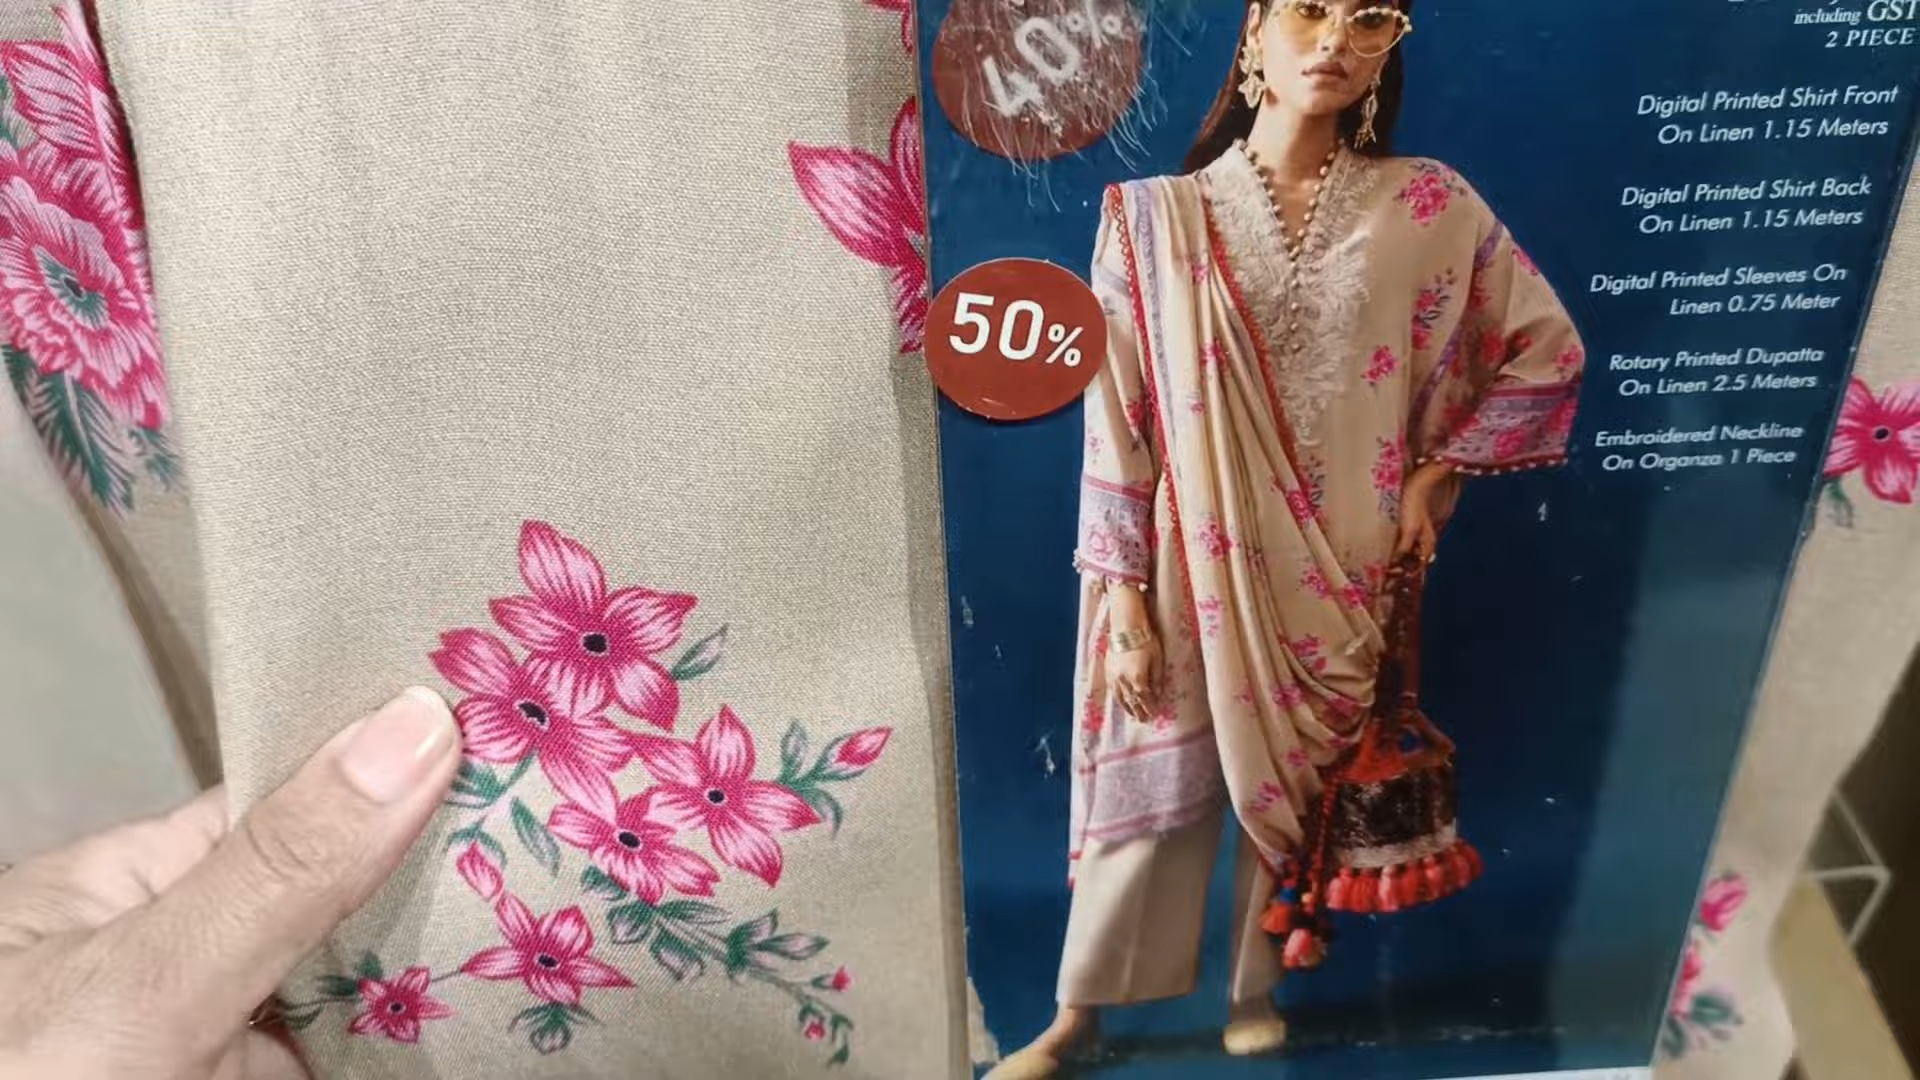 including GST
2 PIECE
40%
Digital Printed Shirt Front
On Linen 1.15 Meters
Digital Printed Shirt Back
On Linen 1.15 Meters
50%
Digital Printed Sleeves On
Linen 0.75 Meter
Rotary Printed Dupatta
On Linen 2.5 Meters
Embroidered Neckline
On Organza 1 Piece